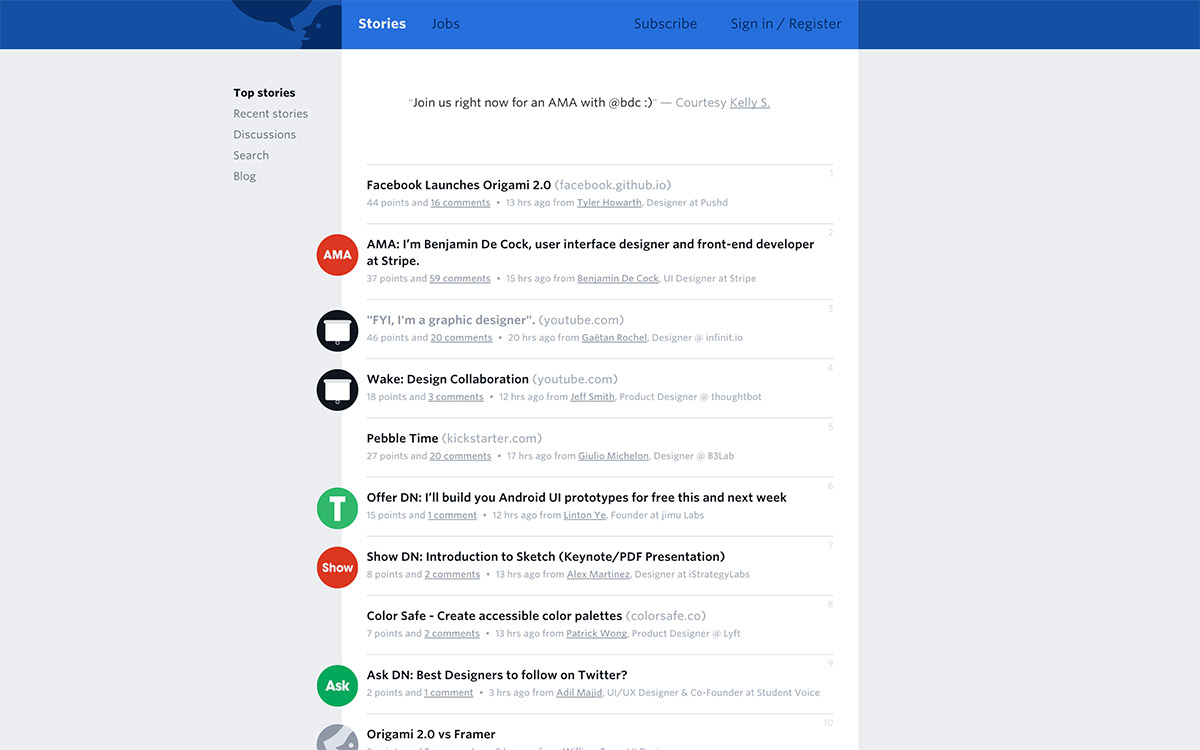 Stories Jobs Subscribe Sign in / Register
Top stories
Recent stories
Discussions
Search
Blog
"Join us right now for an AMA with @bdc :)" — Courtesy Kelly S.
1
Facebook Launches Origami 2.0 (facebook.github.io)
44 points and 16 comments • 13 hrs ago from Tyler Howarth, Designer at Pushd
2
AMA
AMA: I’m Benjamin De Cock, user interface designer and front-end developer
at Stripe.
37 points and 59 comments • 15 hrs ago from Benjamin De Cock, UI Designer at Stripe
3
"FYI, I'm a graphic designer". (youtube.com)
46 points and 20 comments • 20 hrs ago from Gaëtan Rochel, Designer @ infinit.io
4
Wake: Design Collaboration (youtube.com)
18 points and 3 comments • 12 hrs ago from Jeff Smith, Product Designer @ thoughtbot
5
Pebble Time (kickstarter.com)
27 points and 20 comments • 17 hrs ago from Giulio Michelon, Designer @ B3Lab
6
T
Offer DN: I’ll build you Android UI prototypes for free this and next week
15 points and 1 comment • 12 hrs ago from Linton Ye, Founder at jimu Labs
7
Show
Show DN: Introduction to Sketch (Keynote/PDF Presentation)
8 points and 2 comments • 13 hrs ago from Alex Martinez, Designer at iStrategyLabs
8
Color Safe - Create accessible color palettes (colorsafe.co)
7 points and 2 comments • 13 hrs ago from Patrick Wong, Product Designer @ Lyft
9
Ask
Ask DN: Best Designers to follow on Twitter?
2 points and 1 comment • 3 hrs ago from Adil Majid, UI/UX Designer & Co-Founder at Student Voice
10
Origami 2.0 vs Framer